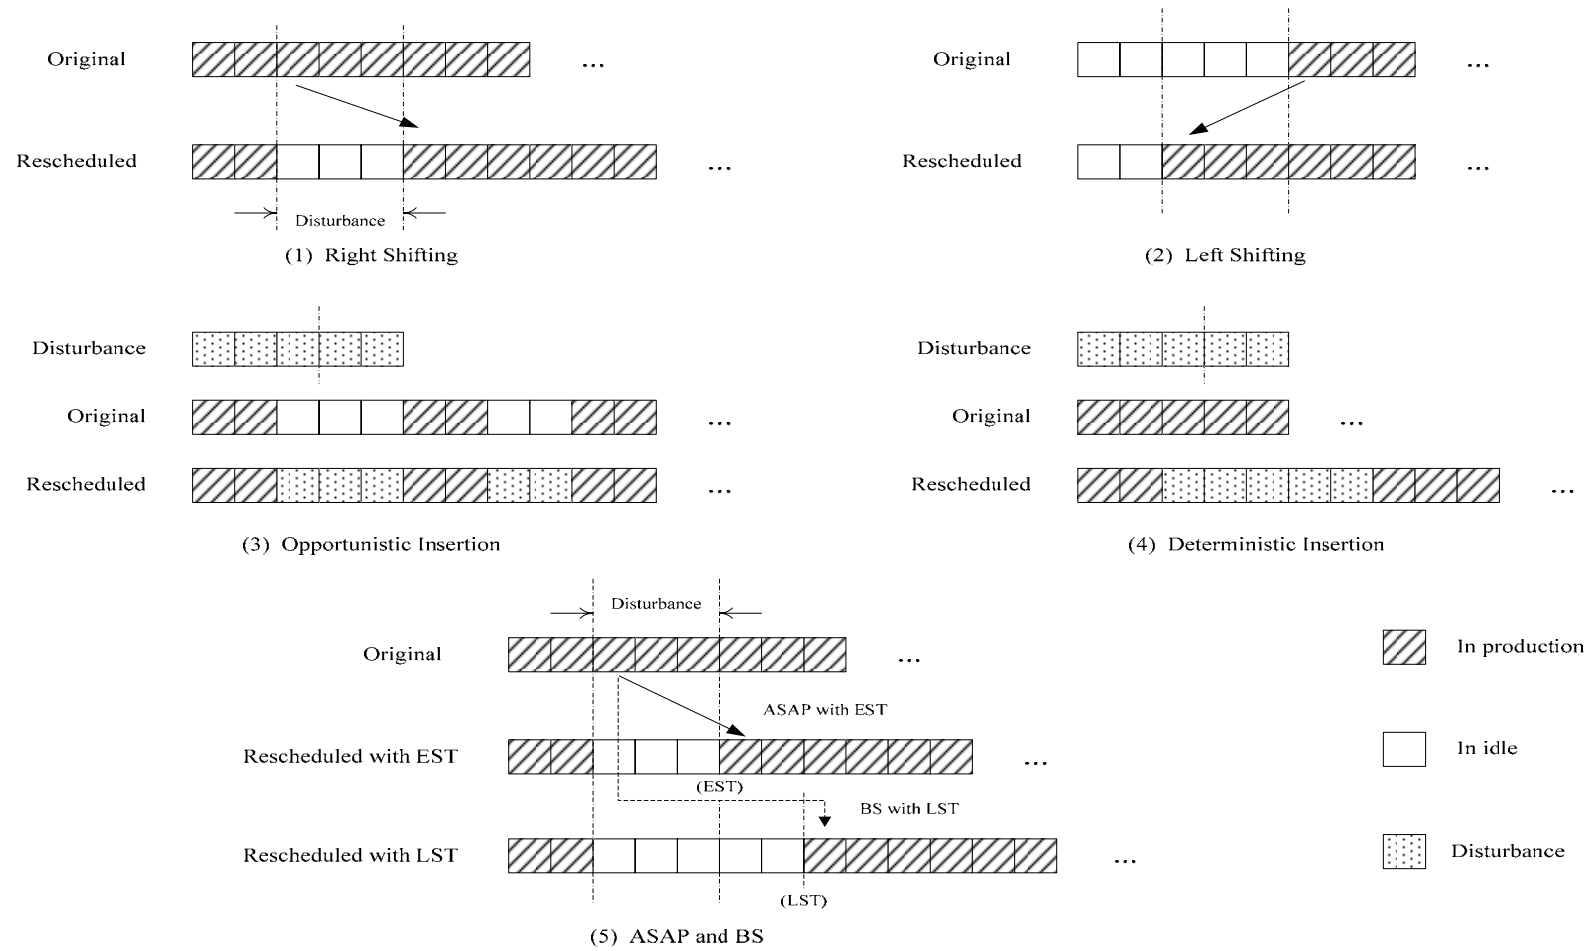 Original
...
Rescheduled
...
Disturbance
(1) Right Shifting
Original
...
Rescheduled
...
(2) Left Shifting
Disturbance
Original
...
Rescheduled
...
(3) Opportunistic Insertion
Disturbance
Original
...
Rescheduled
...
(4) Deterministic Insertion
Disturbance
Original
...
ASAP with EST
Rescheduled with EST
...
(EST)
BS with LST
Rescheduled with LST
...
(LST)
(5) ASAP and BS
In production
In idle
Disturbance